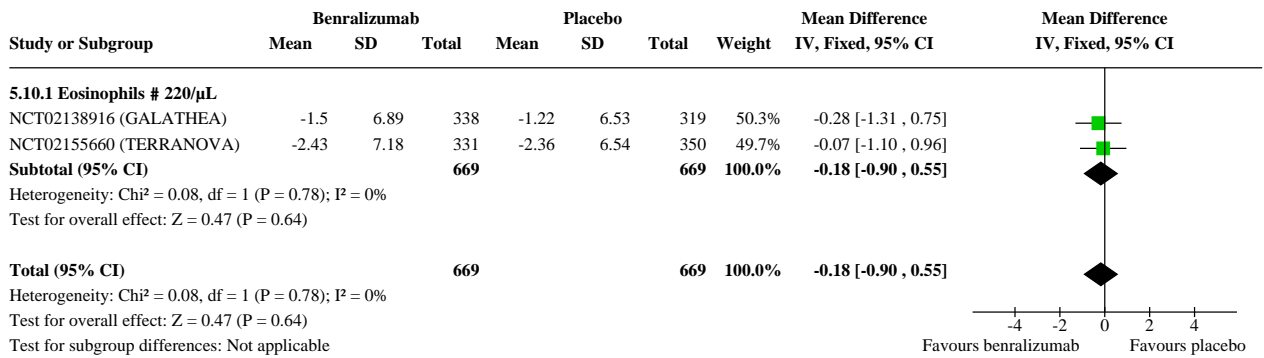 Benralizumab Placebo Mean Difference Mean Difference
Study or Subgroup Mean SD Total Mean SD Total Weight IV, Fixed, 95% CI IV, Fixed, 95% CI
5.10.1 Eosinophils # 220/µL
NCT02138916 (GALATHEA) -1.5 6.89 338 -1.22 6.53 319 50.3% -0.28 [-1.31 , 0.75]
NCT02155660 (TERRANOVA) -2.43 7.18 331 -2.36 6.54 350 49.7% -0.07 [-1.10 , 0.96]
Subtotal (95% CI) 669 669 100.0% -0.18 [-0.90 , 0.55]
Heterogeneity: Chi² = 0.08, df = 1 (P = 0.78); I² = 0%
Test for overall effect: Z = 0.47 (P = 0.64)
Total (95% CI) 669 669 100.0% -0.18 [-0.90 , 0.55]
Heterogeneity: Chi² = 0.08, df = 1 (P = 0.78); I² = 0%
Test for overall effect: Z = 0.47 (P = 0.64)
-4 -2 0 2 4
Test for subgroup differences: Not applicable Favours benralizumab Favours placebo